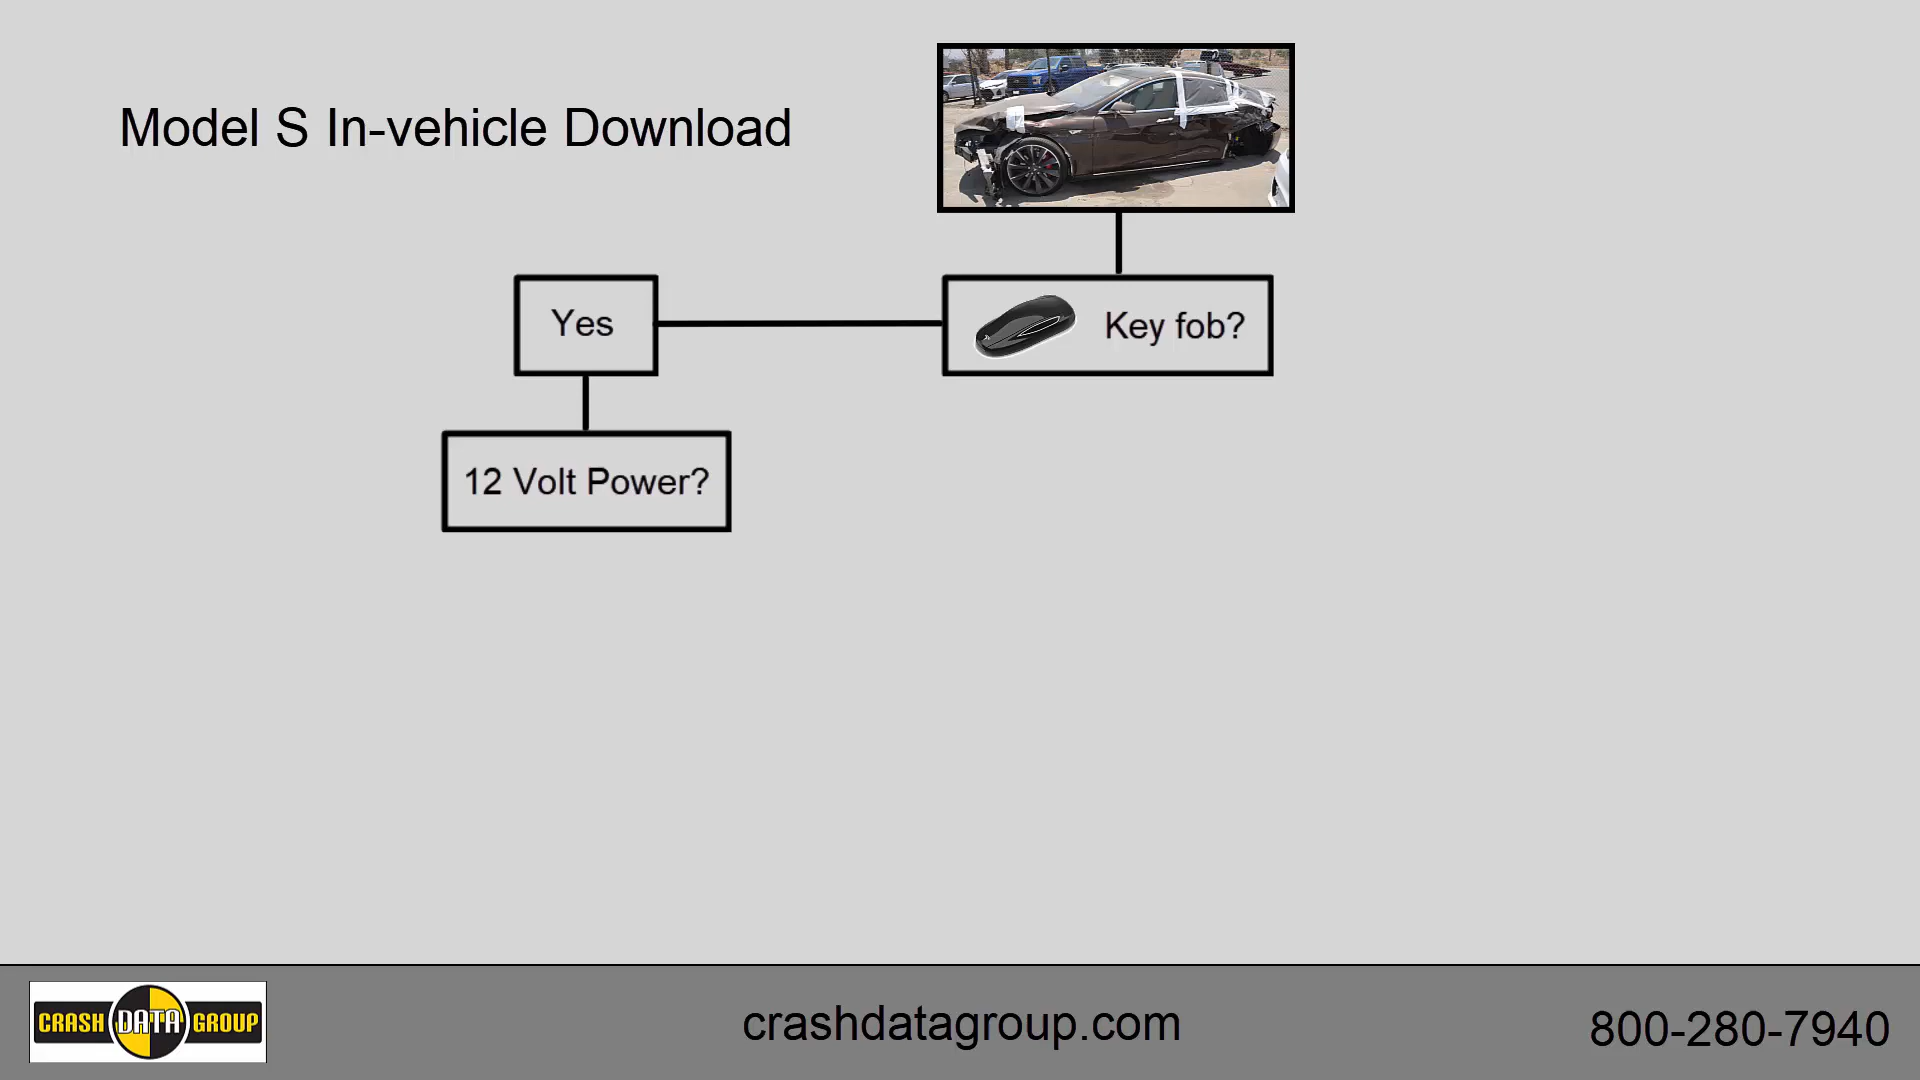 Model S In-vehicle Download
Yes
Key fob?
12 Volt Power?
CRASH DATA GROUP
crashdatagroup.com
800-280-7940